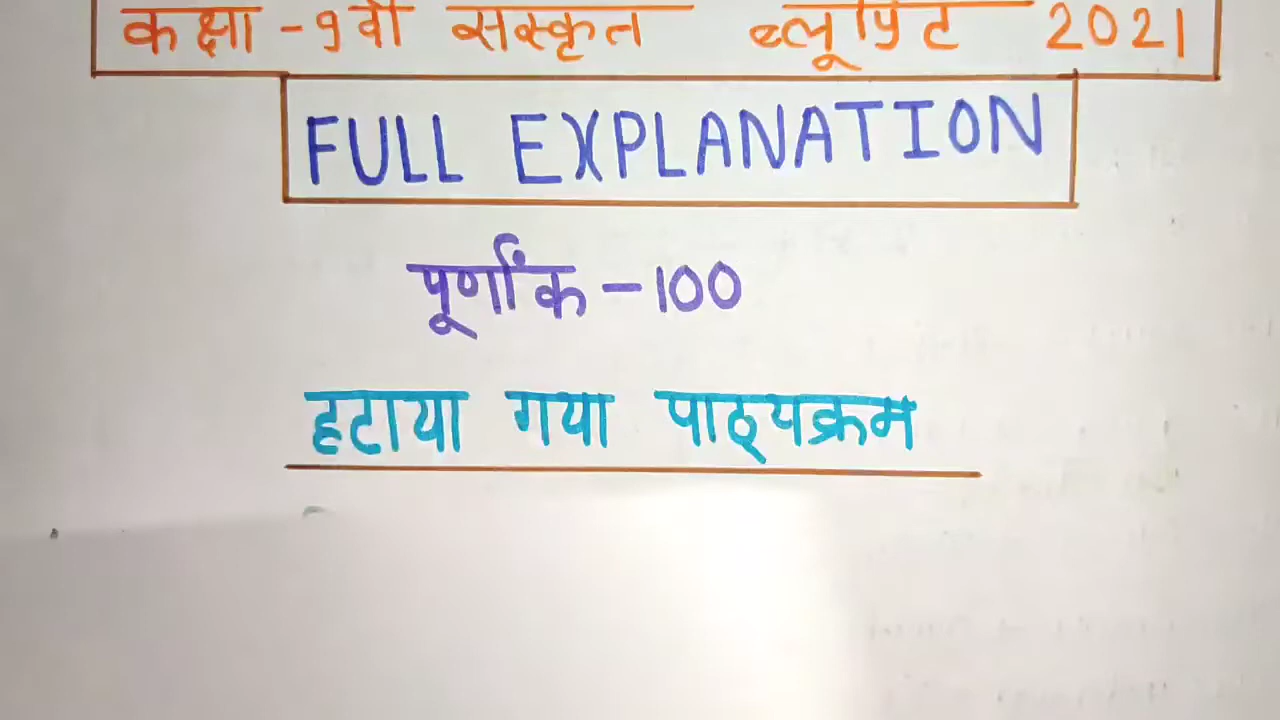 कक्षा - 9वी संस्कृत ब्लूप्रिंट 2021
FULL EXPLANATION
पूर्णांक - 100
हटाया गया पाठ्यक्रम